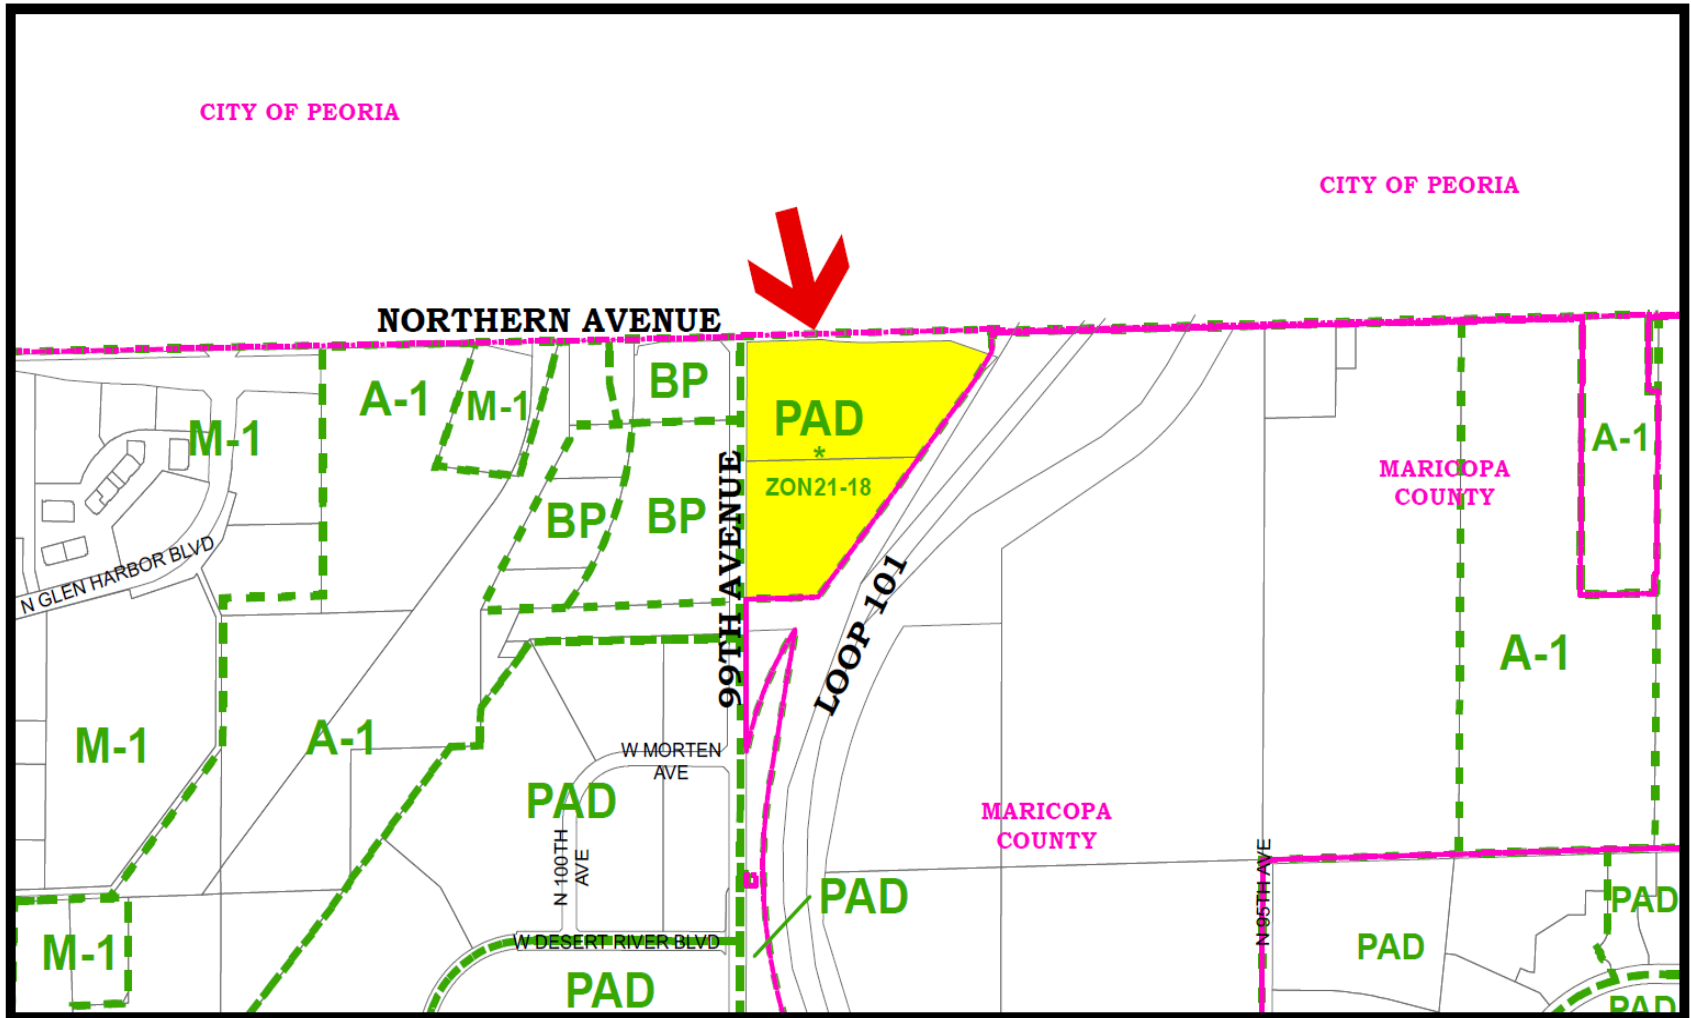 CITY OF PEORIA
CITY OF PEORIA
NORTHERN AVENUE
BP
A-1
M-1
PAD
*
M-1
A-1
MARICOPA
COUNTY
ZON21-18
BP
BP
99TH AVENUE
N GLEN HARBOR BLVD
LOOP 101
A-1
M-1
A-1
W MORTEN
AVE
PAD
MARICOPA
COUNTY
N 100TH
AVE
N 95TH AVE
PAD
PAD
W DESERT RIVER BLVD
M-1
PAD
PAD
PAD